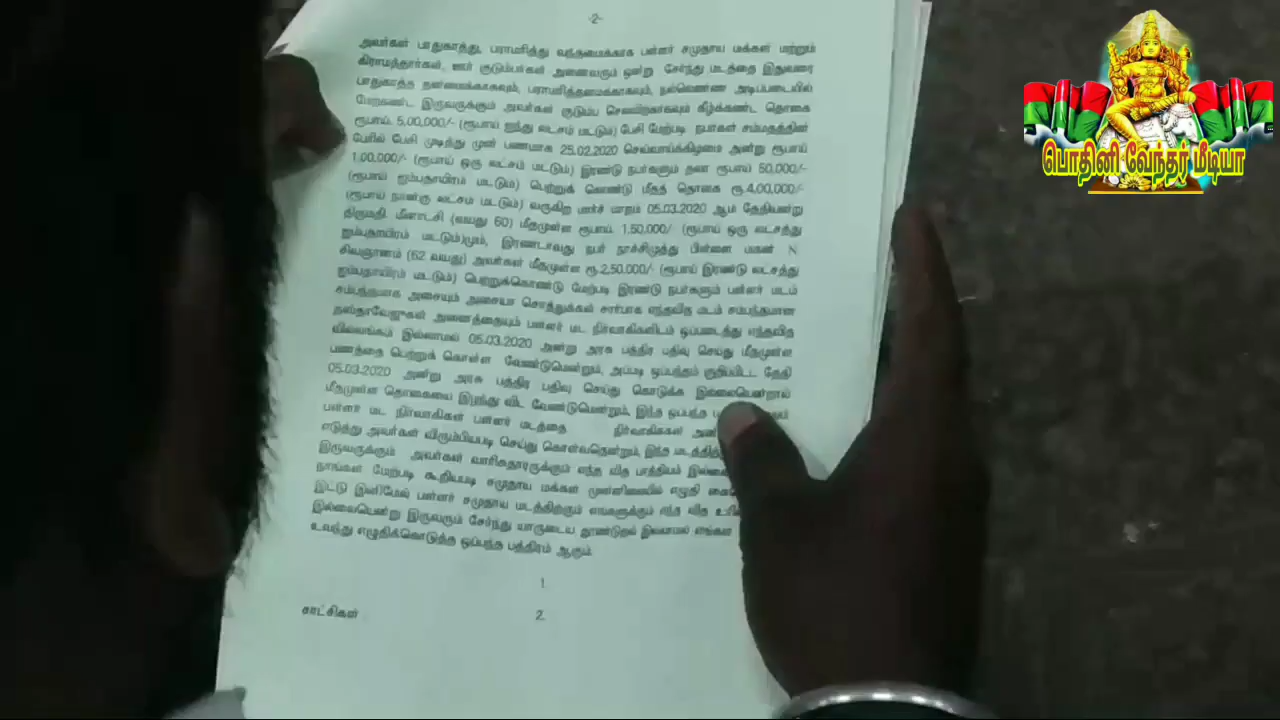 -2-
அவர்கள் பாதுகாத்து, பராமரித்து வந்தமைக்காக பள்ளர் சமுதாய மக்கள் மற்றும்
கிராமத்தார்கள், ஊர் குடும்பர்கள் அனைவரும் ஒன்று சேர்ந்து மடத்தை இதுவரை
பாதுகாத்த தன்மைக்காகவும், பராமரித்தமைக்காகவும், நல்லெண்ண அடிப்படையில்
மேற்கண்ட இருவருக்கும் அவர்கள் குடும்ப செலவிற்காகவும் கீழ்க்கண்ட தொகை
ரூபாய். 5,00,000/- (ரூபாய் ஐந்து லட்சம் மட்டும்) பேசி மேற்படி நபர்கள் சம்மதத்தின்
பேரில் பேசி முடித்து முன் பணமாக 25.02.2020 செவ்வாய்க்கிழமை அன்று ரூபாய்
1,00,000/- (ரூபாய் ஒரு லட்சம் மட்டும்) இரண்டு நபர்களும் தலா ரூபாய் 50,000/-
(ரூபாய் ஐம்பதாயிரம் மட்டும்) பெற்றுக் கொண்டு மீதத் தொகை ரூ.4,00,000/-
(ரூபாய் நான்கு லட்சம் மட்டும்) வருகிற மார்ச் மாதம் 05.03.2020 ஆம் தேதியன்று
திருமதி. மீனாட்சி (வயது 60) மீதமுள்ள ரூபாய். 1,50,000/- (ரூபாய் ஒரு லட்சத்து
ஐம்பதாயிரம் மட்டும்)மும், இரண்டாவது நபர் நாச்சிமுத்து பிள்ளை மகன் N.
சிவஞானம் (62 வயது) அவர்கள் மீதமுள்ள ரூ.2,50,000/- (ரூபாய் இரண்டு லட்சத்து
ஐம்பதாயிரம் மட்டும்) பெற்றுக்கொண்டு மேற்படி இரண்டு நபர்களும் பள்ளர் மடம்
சம்பந்தமாக அசையும் அசையா சொத்துக்கள் சார்பாக எந்தவித மடம் சம்பந்தமான
தஸ்தாவேஜுகள் அனைத்தையும் பள்ளர் மட நிர்வாகிகளிடம் ஒப்படைத்து எந்தவித
வில்லங்கம் இல்லாமல் 05.03.2020 அன்று அரசு பத்திர பதிவு செய்து மீதமுள்ள
பணத்தை பெற்றுக் கொள்ள வேண்டுமென்றும், அப்படி ஒப்பந்தம் குறிப்பிட்ட தேதி
05.03.2020 அன்று அரசு பத்திர பதிவு செய்து கொடுக்க இல்லையென்றால்
மீதமுள்ள தொகையை இழந்து விட வேண்டுமென்றும், இந்த ஒப்பந்த
பள்ளர் மட நிர்வாகிகள் பள்ளர் மடத்தை நிர்வாகிகள்
எடுத்து அவர்கள் விரும்பியபடி செய்து கொள்வதென்றும், இந்த மடத்திற்கு
இருவருக்கும் அவர்கள் வாரிசுதாரருக்கும் எந்த வித பாத்தியம்
நாங்கள் மேற்படி கூறியபடி சமுதாய மக்கள் முன்னிலையில் எழுதி
இட்டு இனிமேல் பள்ளர் சமுதாய மடத்திற்கும் எங்களுக்கும் எந்த வித
இல்லையென்று இருவரும் சேர்ந்து யாருடைய தூண்டுதல் இல்லாமல்
உவந்து எழுதிக்கொடுத்த ஒப்பந்த பத்திரம் ஆகும்.
1.
சாட்சிகள் 2.
பொதினி வேந்தர் மீடியா